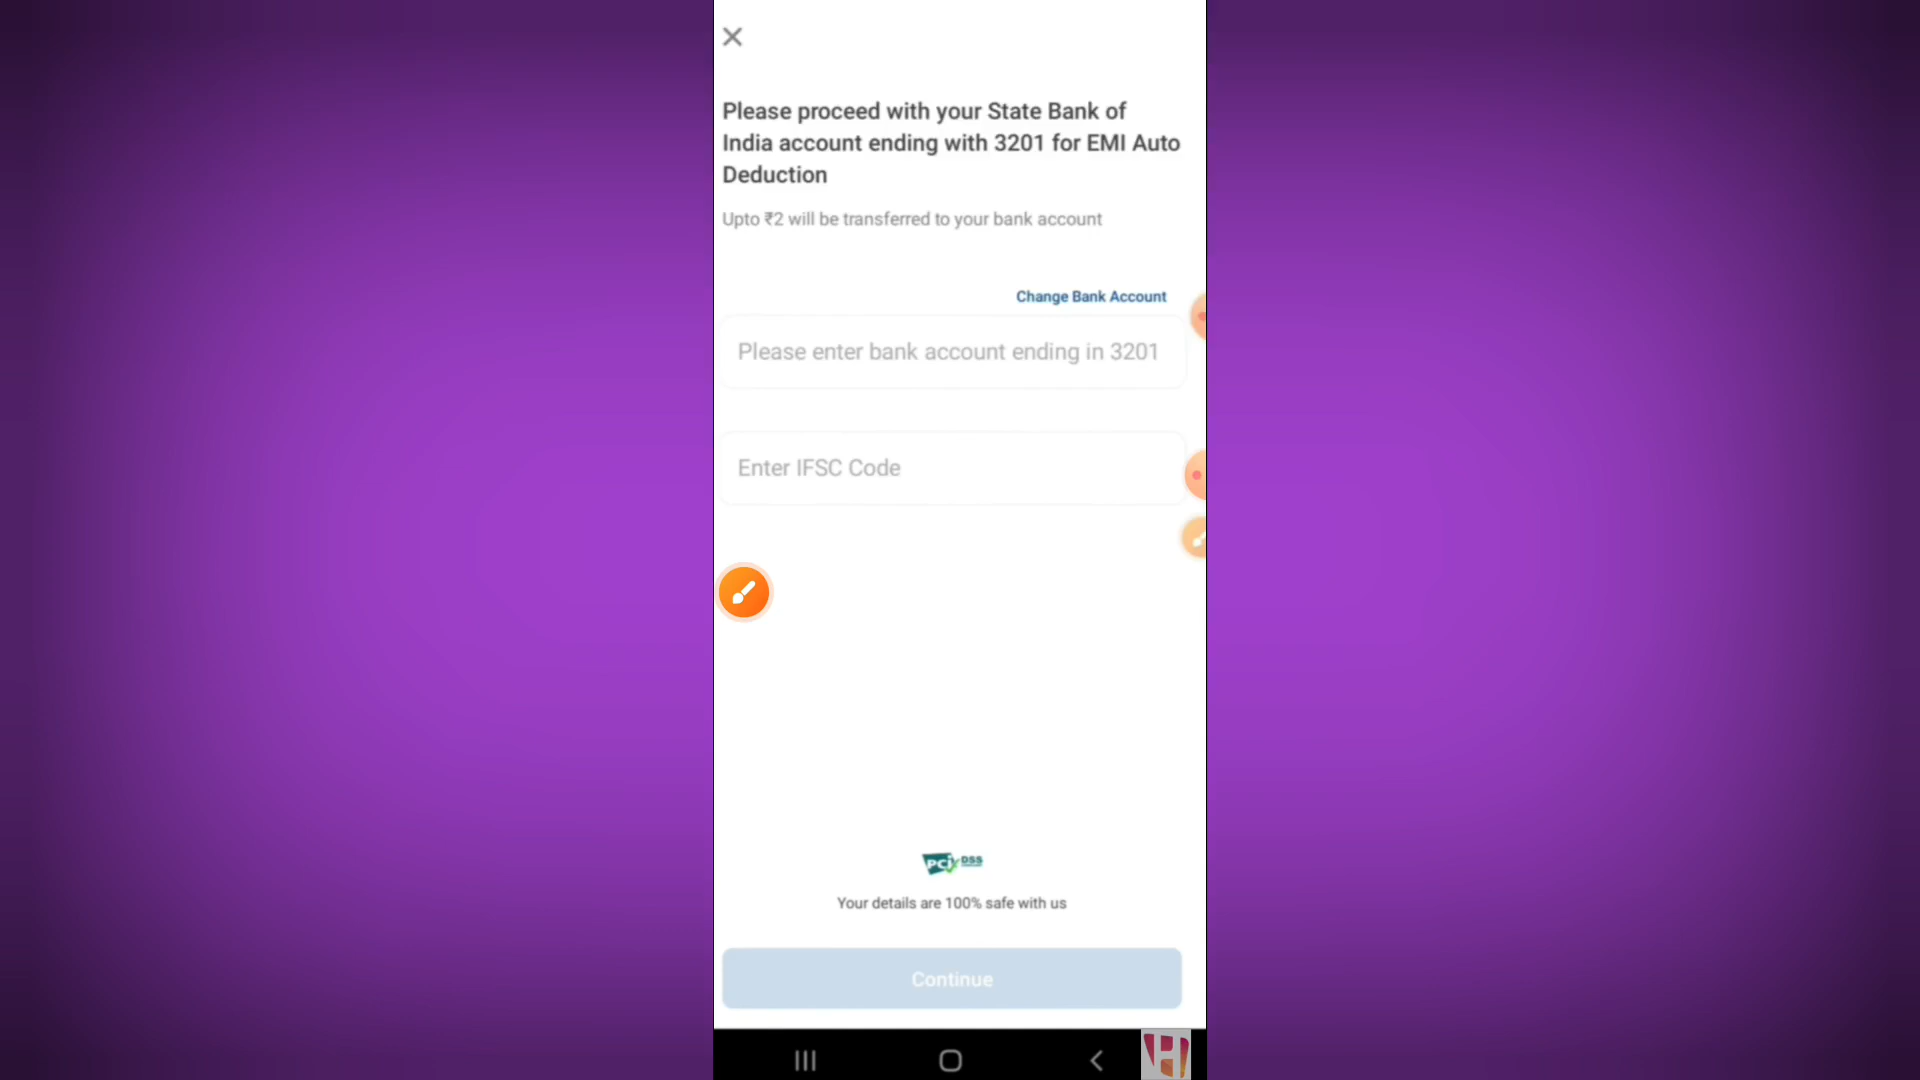 Please proceed with your State Bank of
India account ending with 3201 for EMI Auto
Deduction
Upto ₹2 will be transferred to your bank account
Change Bank Account
Please enter bank account ending in 3201
Enter IFSC Code
PCI DSS
Your details are 100% safe with us
Continue